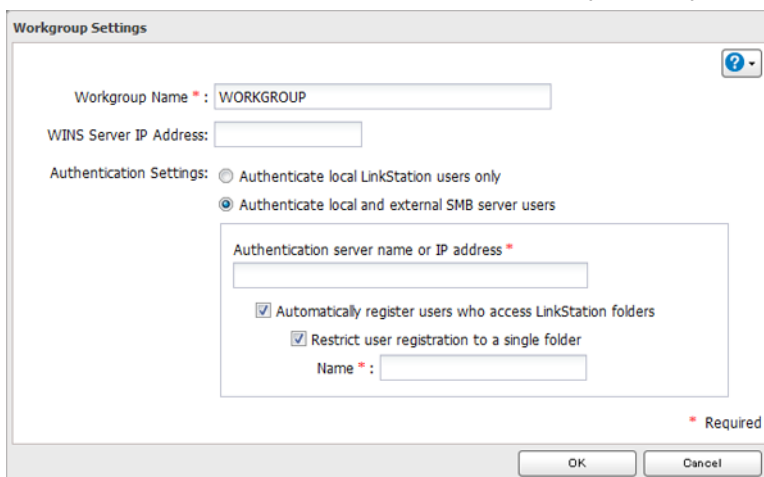 Workgroup Settings
?
Workgroup Name * : WORKGROUP
WINS Server IP Address:
Authentication Settings: Authenticate local LinkStation users only
Authenticate local and external SMB server users
Authentication server name or IP address *
Automatically register users who access LinkStation folders
Restrict user registration to a single folder
Name * :
* Required
OK Cancel